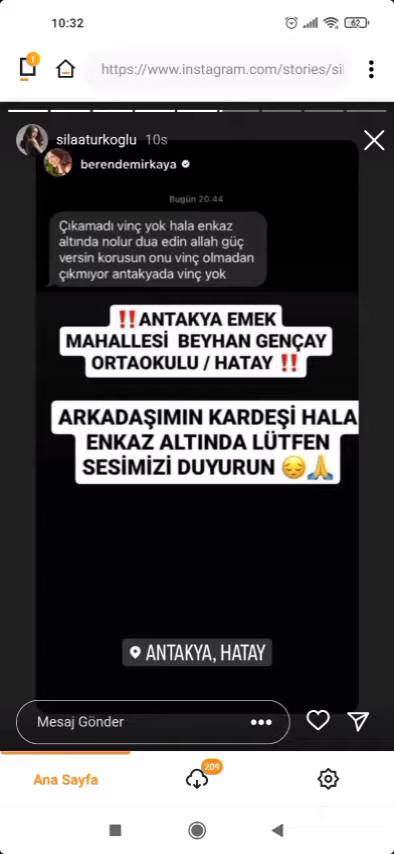 10:32
62
1
https://www.instagram.com/stories/sil
silaaturkoglu 10s
berendemirkaya
Bugün 20:44
Çıkamadı vinç yok hala enkaz
altında nolur dua edin allah güç
versin korusun onu vinç olmadan
çıkmıyor antakyada vinç yok
‼️ANTAKYA EMEK
MAHALLESİ BEYHAN GENÇAY
ORTAOKULU / HATAY ‼️
ARKADAŞIMIN KARDEŞİ HALA
ENKAZ ALTINDA LÜTFEN
SESİMİZİ DUYURUN 😔🙏
ANTAKYA, HATAY
Mesaj Gönder
209
Ana Sayfa